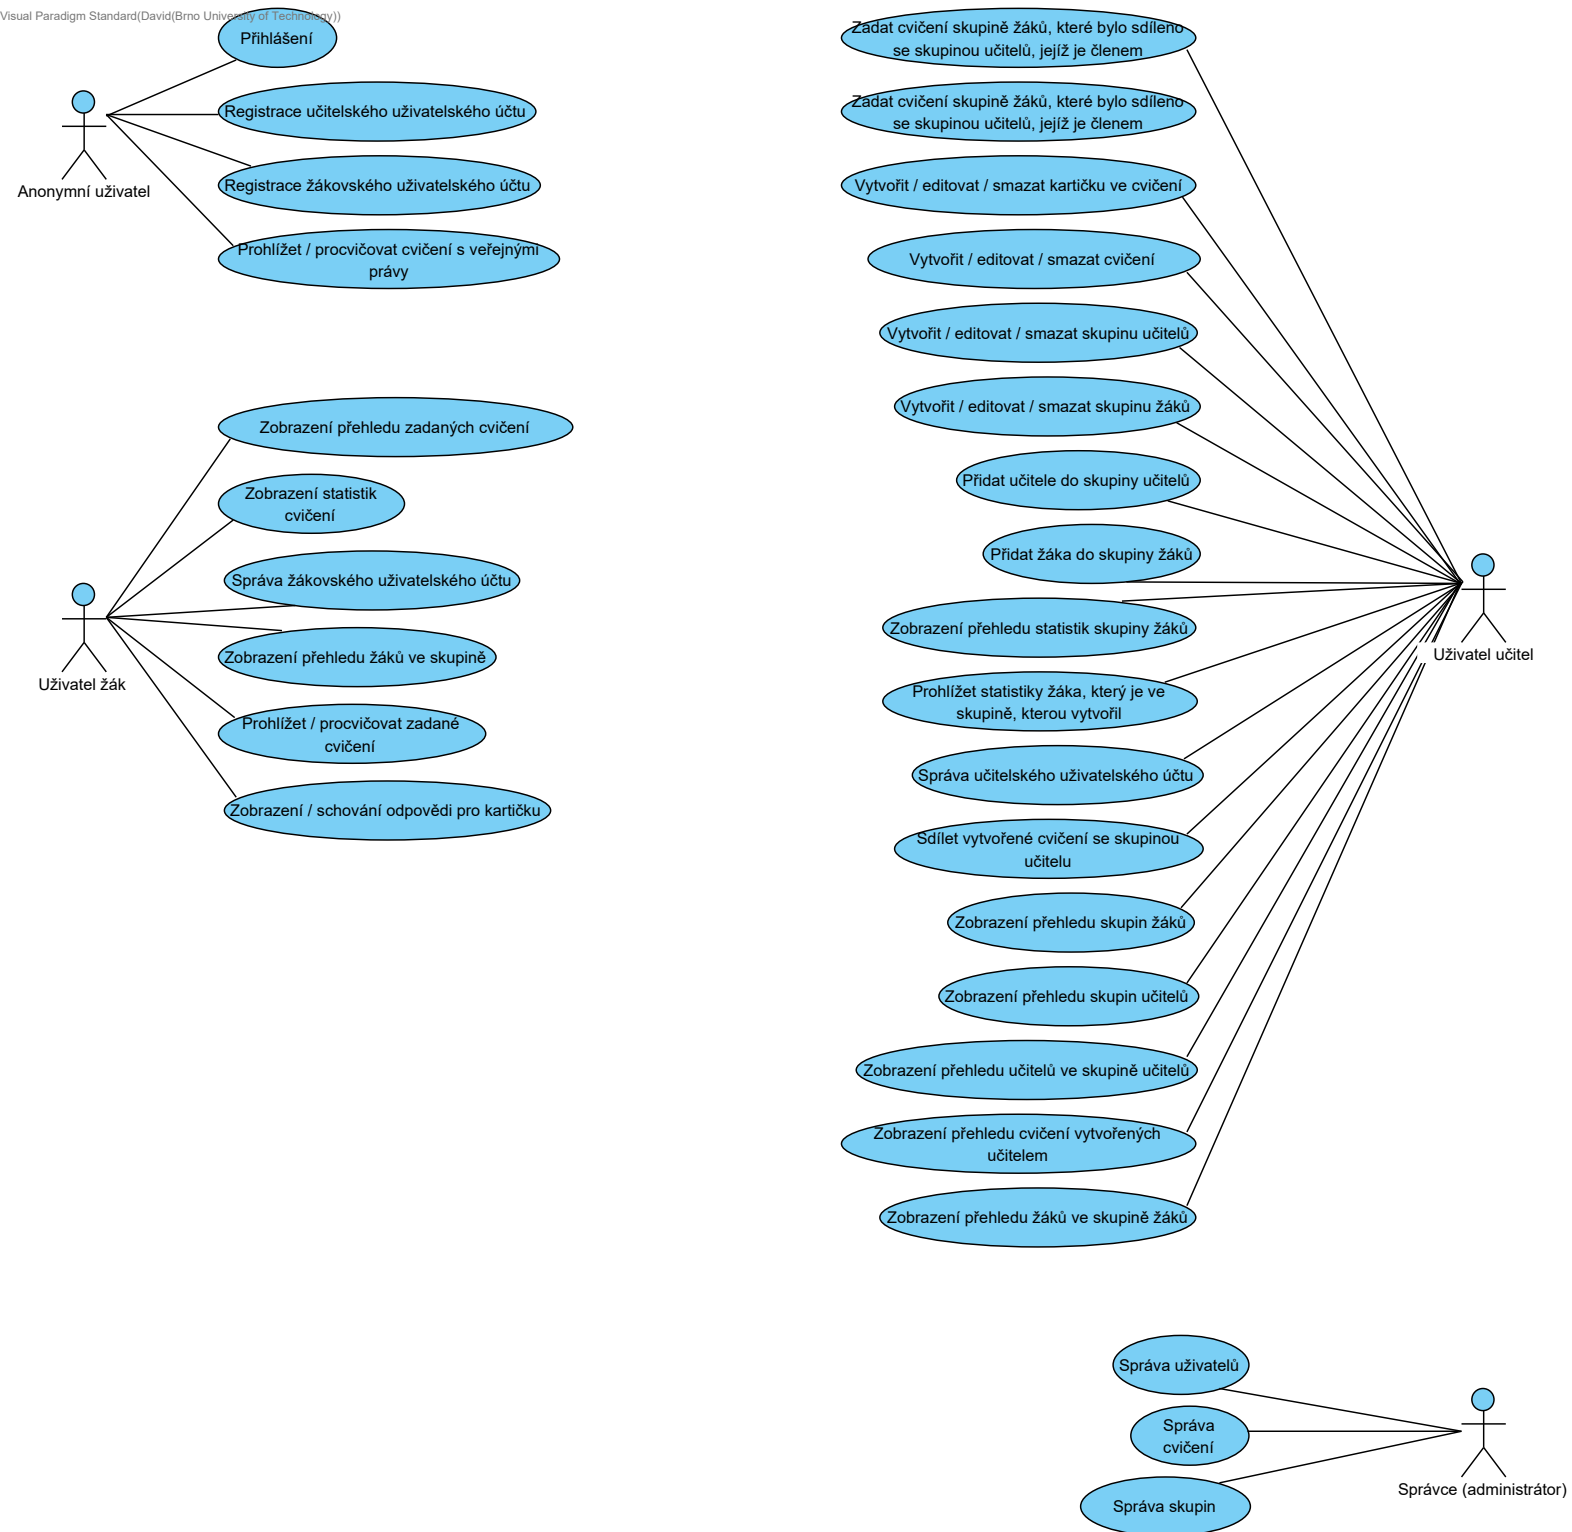 Visual Paradigm Standard(David(Brno University of Technology))
Přihlášení
Registrace učitelského uživatelského účtu
Registrace žákovského uživatelského účtu
Prohlížet / procvičovat cvičení s veřejnými
právy
Anonymní uživatel
Zobrazení přehledu zadaných cvičení
Zobrazení statistik
cvičení
Správa žákovského uživatelského účtu
Zobrazení přehledu žáků ve skupině
Prohlížet / procvičovat zadané
cvičení
Zobrazení / schování odpovědi pro kartičku
Uživatel žák
Zadat cvičení skupině žáků, které bylo sdíleno
se skupinou učitelů, jejíž je členem
Zadat cvičení skupině žáků, které bylo sdíleno
se skupinou učitelů, jejíž je členem
Vytvořit / editovat / smazat kartičku ve cvičení
Vytvořit / editovat / smazat cvičení
Vytvořit / editovat / smazat skupinu učitelů
Vytvořit / editovat / smazat skupinu žáků
Přidat učitele do skupiny učitelů
Přidat žáka do skupiny žáků
Zobrazení přehledu statistik skupiny žáků
Prohlížet statistiky žáka, který je ve
skupině, kterou vytvořil
Správa učitelského uživatelského účtu
Sdílet vytvořené cvičení se skupinou
učitelu
Zobrazení přehledu skupin žáků
Zobrazení přehledu skupin učitelů
Zobrazení přehledu učitelů ve skupině učitelů
Zobrazení přehledu cvičení vytvořených
učitelem
Zobrazení přehledu žáků ve skupině žáků
Uživatel učitel
Správa uživatelů
Správa
cvičení
Správa skupin
Správce (administrátor)